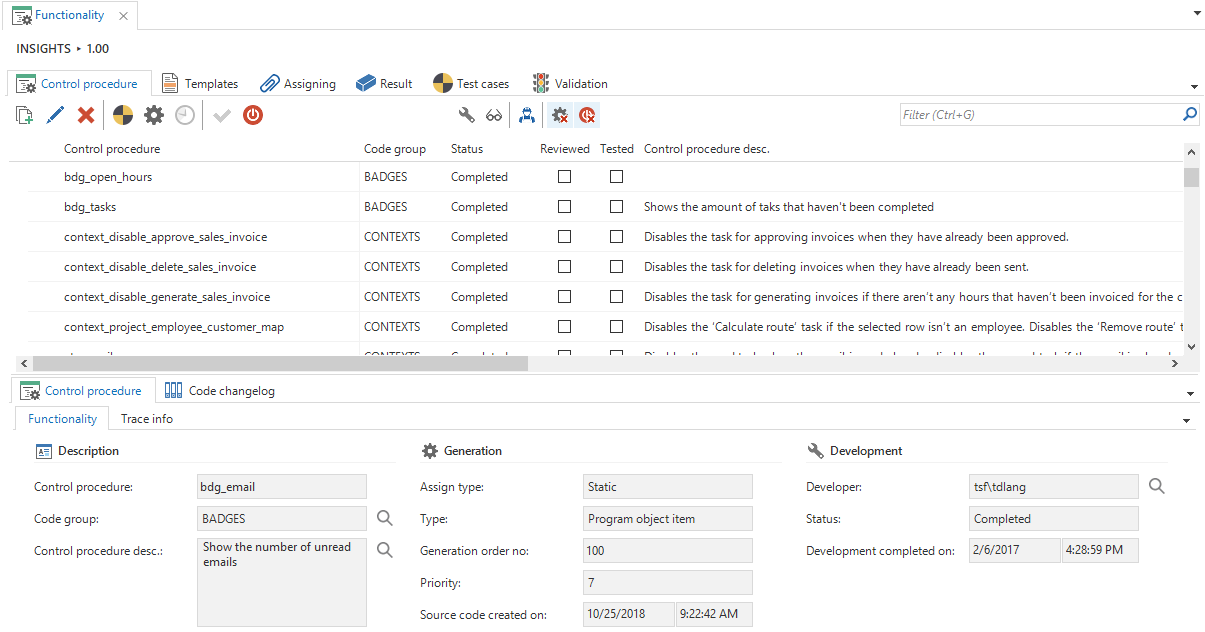 Functionality
INSIGHTS ▸ 1.00
Control procedure Templates Assigning Result Test cases Validation
Filter (Ctrl+G)
Control procedure Code group Status Reviewed Tested Control procedure desc.
bdg_open_hours BADGES Completed
bdg_tasks BADGES Completed Shows the amount of taks that haven't been completed
context_disable_approve_sales_invoice CONTEXTS Completed Disables the task for approving invoices when they have already been approved.
context_disable_delete_sales_invoice CONTEXTS Completed Disables the task for deleting invoices when they have already been sent.
context_disable_generate_sales_invoice CONTEXTS Completed Disables the task for generating invoices if there aren't any hours that haven't been invoiced for the c
context_project_employee_customer_map CONTEXTS Completed Disables the 'Calculate route' task if the selected row isn't an employee. Disables the 'Remove route' t
Control procedure Code changelog
Functionality Trace info
Description Generation Development
Control procedure: bdg_email Assign type: Static Developer: tsf\tdlang
Code group: BADGES Type: Program object item Status: Completed
Control procedure desc.: Show the number of unread Generation order no: 100 Development completed on: 2/6/2017 4:28:59 PM
emails
Priority: 7
Source code created on: 10/25/2018 9:22:42 AM